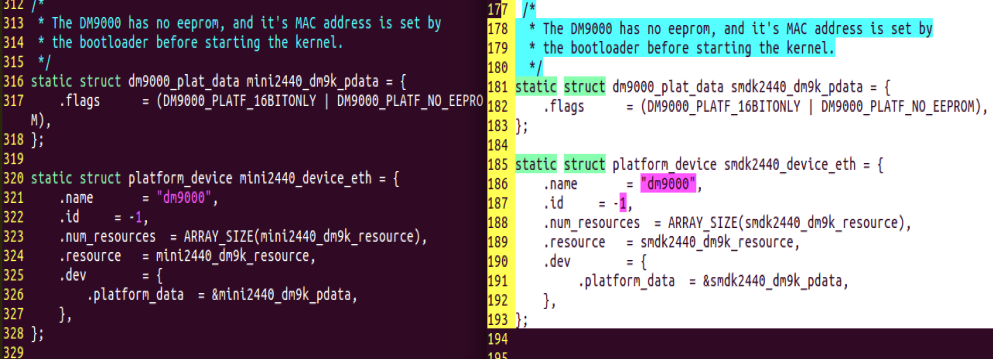 312 /*
313  * The DM9000 has no eeprom, and it's MAC address is set by
314  * the bootloader before starting the kernel.
315  */
316 static struct dm9000_plat_data mini2440_dm9k_pdata = {
317     .flags      = (DM9000_PLATF_16BITONLY | DM9000_PLATF_NO_EEPRO
M),
318 };
319
320 static struct platform_device mini2440_device_eth = {
321     .name       = "dm9000",
322     .id     = -1,
323     .num_resources  = ARRAY_SIZE(mini2440_dm9k_resource),
324     .resource   = mini2440_dm9k_resource,
325     .dev        = {
326         .platform_data  = &mini2440_dm9k_pdata,
327     },
328 };
329
177 /*
178  * The DM9000 has no eeprom, and it's MAC address is set by
179  * the bootloader before starting the kernel.
180  */
181 static struct dm9000_plat_data smdk2440_dm9k_pdata = {
182     .flags      = (DM9000_PLATF_16BITONLY | DM9000_PLATF_NO_EEPROM),
183 };
184
185 static struct platform_device smdk2440_device_eth = {
186     .name       = "dm9000",
187     .id     = -1,
188     .num_resources  = ARRAY_SIZE(smdk2440_dm9k_resource),
189     .resource   = smdk2440_dm9k_resource,
190     .dev        = {
191         .platform_data  = &smdk2440_dm9k_pdata,
192     },
193 };
194
195